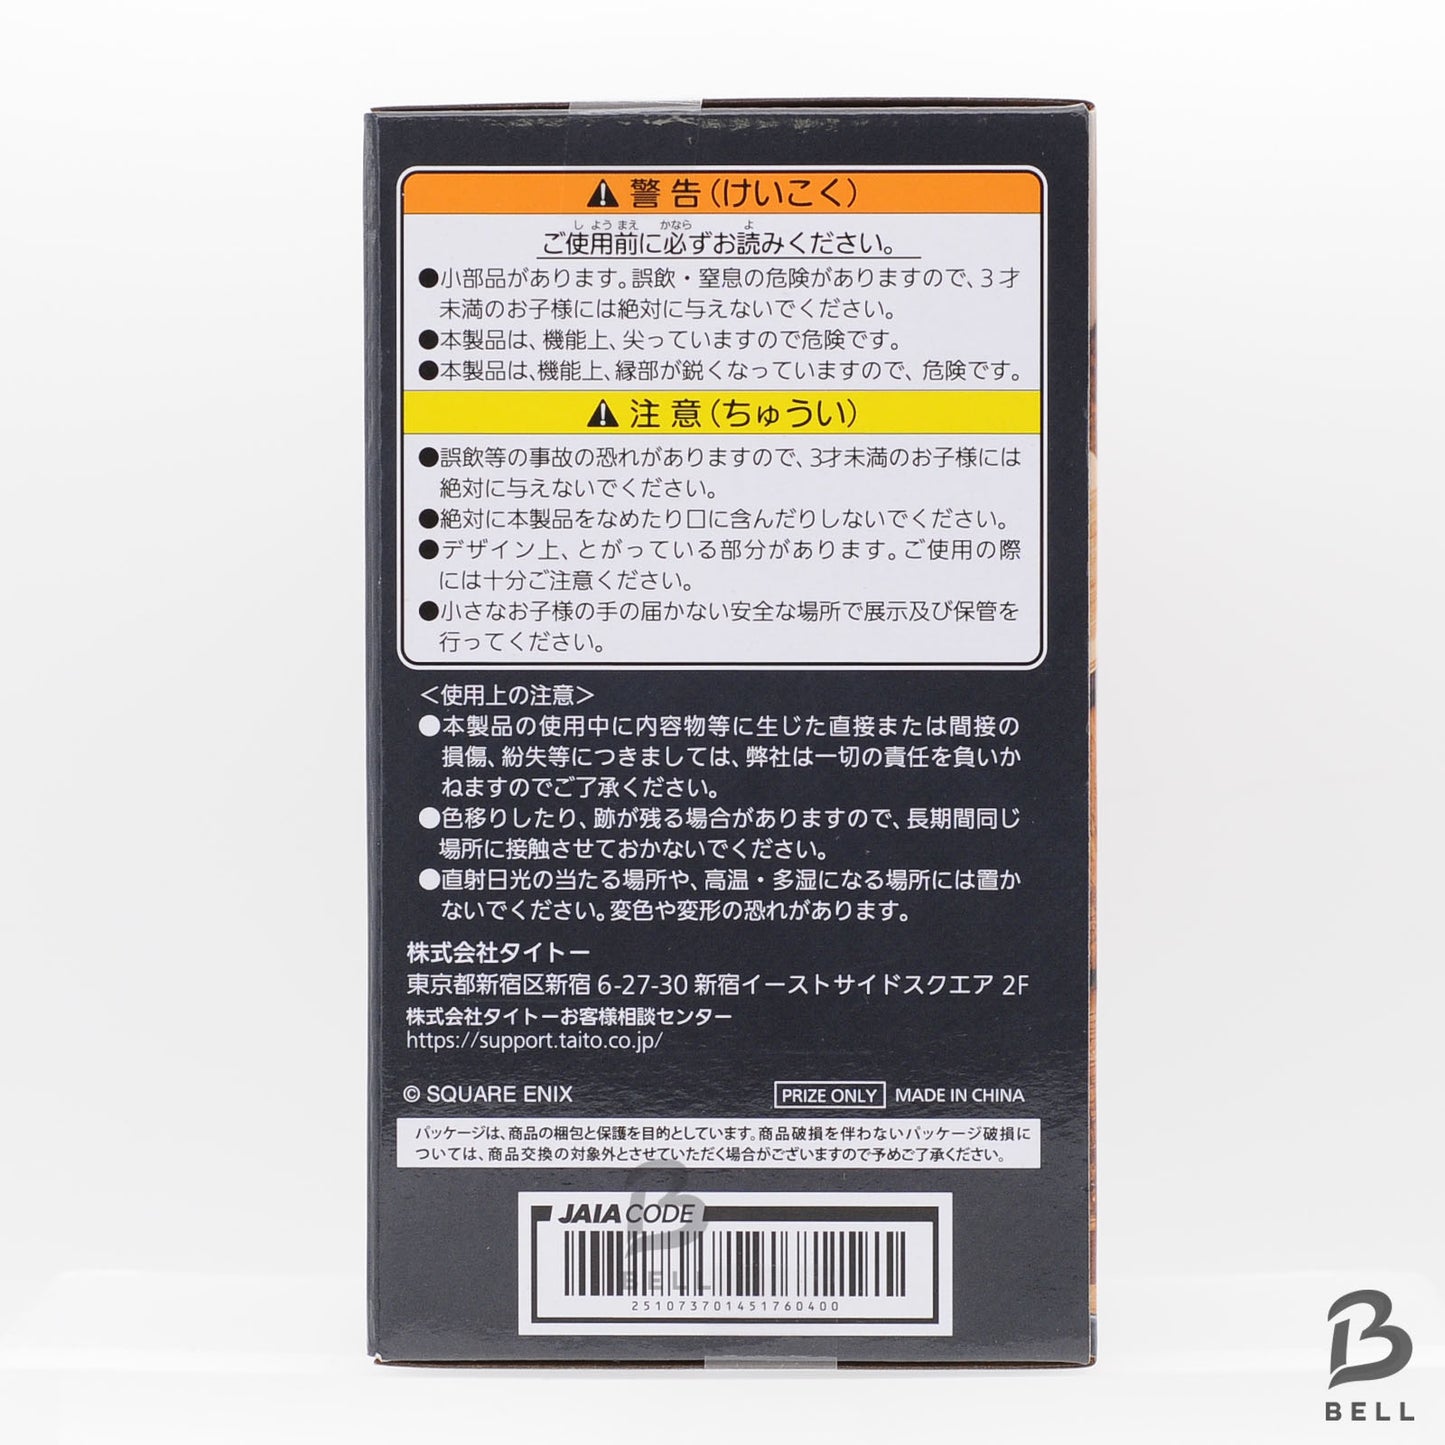 ⚠ 警告(けいこく)
しようまえ かなら よ
ご使用前に必ずお読みください。
●小部品があります。誤飲・窒息の危険がありますので、3才
未満のお子様には絶対に与えないでください。
●本製品は、機能上、尖っていますので危険です。
●本製品は、機能上、縁部が鋭くなっていますので、危険です。
⚠ 注意(ちゅうい)
●誤飲等の事故の恐れがありますので、3才未満のお子様には
絶対に与えないでください。
●絶対に本製品をなめたり口に含んだりしないでください。
●デザイン上、とがっている部分があります。ご使用の際
には十分ご注意ください。
●小さなお子様の手の届かない安全な場所で展示及び保管を
行ってください。
＜使用上の注意＞
●本製品の使用中に内容物等に生じた直接または間接の
損傷、紛失等につきましては、弊社は一切の責任を負いか
ねますのでご了承ください。
●色移りしたり、跡が残る場合がありますので、長期間同じ
場所に接触させておかないでください。
●直射日光の当たる場所や、高温・多湿になる場所には置か
ないでください。変色や変形の恐れがあります。
株式会社タイトー
東京都新宿区新宿 6-27-30 新宿イーストサイドスクエア 2F
株式会社タイトーお客様相談センター
https://support.taito.co.jp/
© SQUARE ENIX PRIZE ONLY MADE IN CHINA
パッケージは、商品の梱包と保護を目的としています。商品破損を伴わないパッケージ破損に
ついては、商品交換の対象外とさせていただく場合がございますので予めご了承ください。
JAIA CODE
BELL
2510737014517604​00
BELL